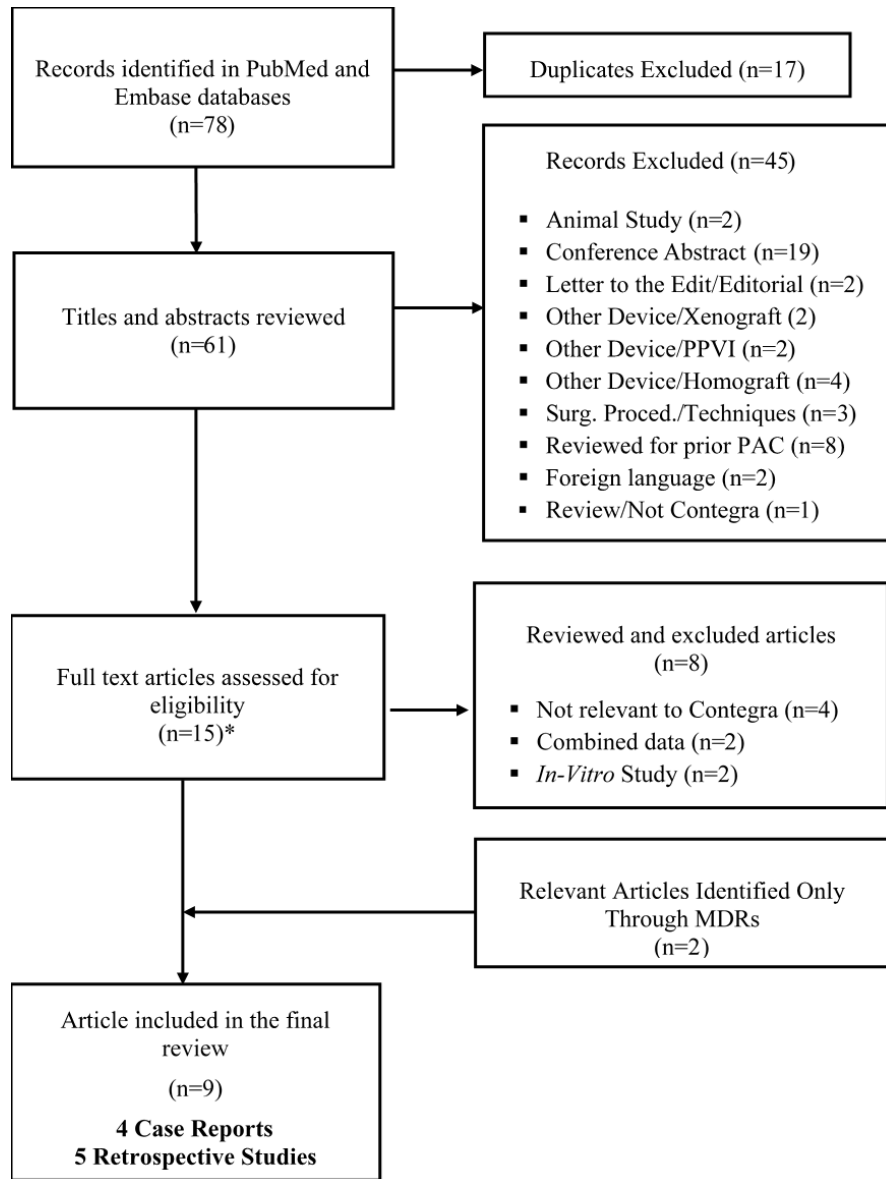 Records identified in PubMed and
Embase databases
(n=78)
Duplicates Excluded (n=17)
Titles and abstracts reviewed
(n=61)
Records Excluded (n=45)
▪ Animal Study (n=2)
▪ Conference Abstract (n=19)
▪ Letter to the Edit/Editorial (n=2)
▪ Other Device/Xenograft (2)
▪ Other Device/PPVI (n=2)
▪ Other Device/Homograft (n=4)
▪ Surg. Proced./Techniques (n=3)
▪ Reviewed for prior PAC (n=8)
▪ Foreign language (n=2)
▪ Review/Not Contegra (n=1)
Full text articles assessed for
eligibility
(n=15)*
Reviewed and excluded articles
(n=8)
▪ Not relevant to Contegra (n=4)
▪ Combined data (n=2)
▪ In-Vitro Study (n=2)
Relevant Articles Identified Only
Through MDRs
(n=2)
Article included in the final
review
(n=9)
4 Case Reports
5 Retrospective Studies